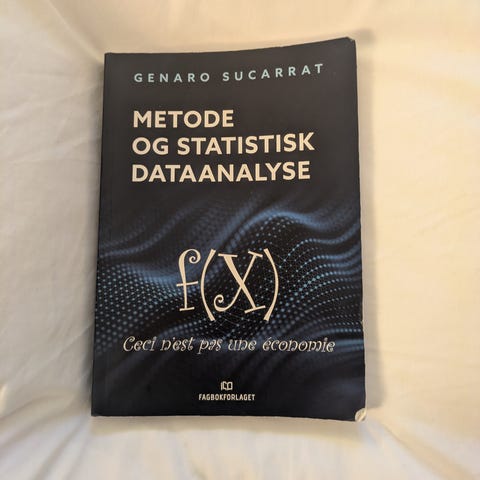 GENARO SUCARRAT
METODE
OG STATISTISK
DATAANALYSE
f(X)
Ceci n'est pas une économie
FAGBOKFORLAGET